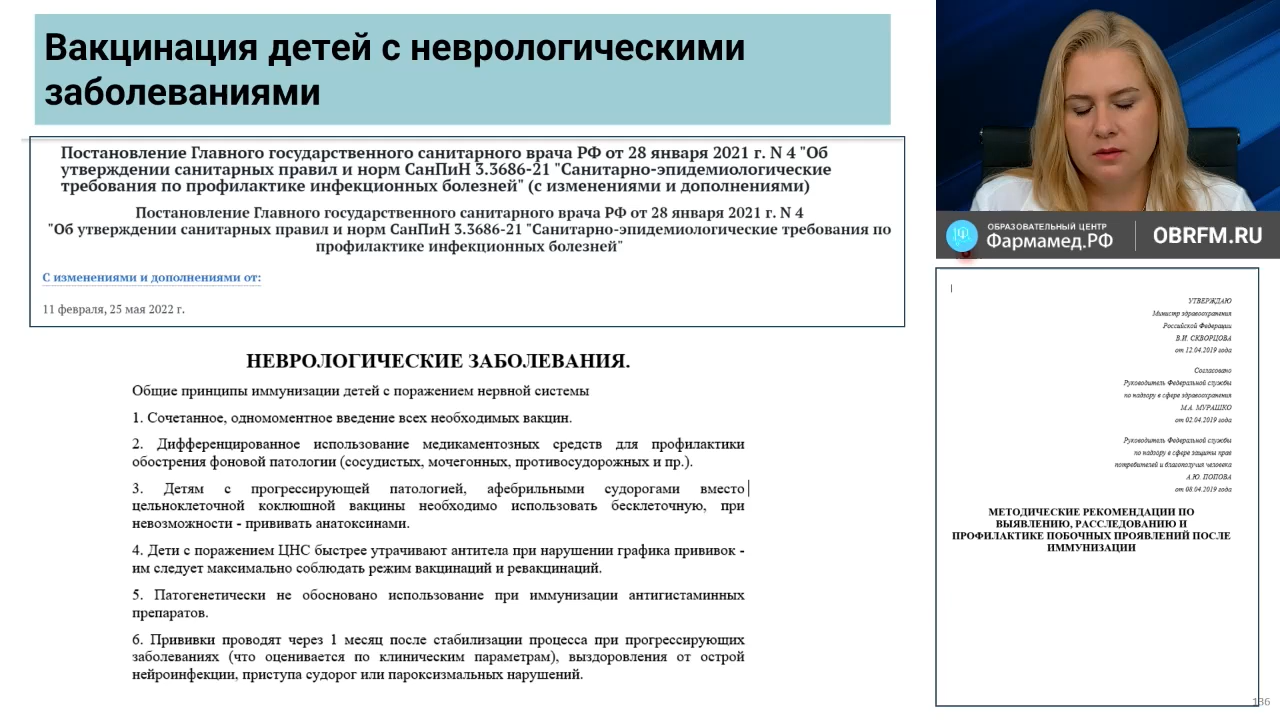 Вакцинация детей с неврологическими
заболеваниями
Постановление Главного государственного санитарного врача РФ от 28 января 2021 г. N 4 "Об
утверждении санитарных правил и норм СанПиН 3.3686-21 "Санитарно-эпидемиологические
требования по профилактике инфекционных болезней" (с изменениями и дополнениями)
Постановление Главного государственного санитарного врача РФ от 28 января 2021 г. N 4
"Об утверждении санитарных правил и норм СанПиН 3.3686-21 "Санитарно-эпидемиологические требования по
профилактике инфекционных болезней"
С изменениями и дополнениями от:
11 февраля, 25 мая 2022 г.
НЕВРОЛОГИЧЕСКИЕ ЗАБОЛЕВАНИЯ.
Общие принципы иммунизации детей с поражением нервной системы
1. Сочетанное, одномоментное введение всех необходимых вакцин.
2. Дифференцированное использование медикаментозных средств для профилактики
обострения фоновой патологии (сосудистых, мочегонных, противосудорожных и пр.).
3. Детям с прогрессирующей патологией, афебрильными судорогами вместо
цельноклеточной коклюшной вакцины необходимо использовать бесклеточную, при
невозможности - прививать анатоксинами.
4. Дети с поражением ЦНС быстрее утрачивают антитела при нарушении графика прививок -
им следует максимально соблюдать режим вакцинаций и ревакцинаций.
5. Патогенетически не обосновано использование при иммунизации антигистаминных
препаратов.
6. Прививки проводят через 1 месяц после стабилизации процесса при прогрессирующих
заболеваниях (что оценивается по клиническим параметрам), выздоровления от острой
нейроинфекции, приступа судорог или пароксизмальных нарушений.
ОБРАЗОВАТЕЛЬНЫЙ ЦЕНТР
Фармамед.РФ
OBRFM.RU
УТВЕРЖДАЮ
Министр здравоохранения
Российской Федерации
В.И. СКВОРЦОВА
от 12.04.2019 года
Согласовано
Руководитель Федеральной службы
по надзору в сфере здравоохранения
М.А. МУРАШКО
от 02.04.2019 года
Руководитель Федеральной службы
по надзору в сфере защиты прав
потребителей и благополучия человека
А.Ю. ПОПОВА
от 08.04.2019 года
МЕТОДИЧЕСКИЕ РЕКОМЕНДАЦИИ ПО
ВЫЯВЛЕНИЮ, РАССЛЕДОВАНИЮ И
ПРОФИЛАКТИКЕ ПОБОЧНЫХ ПРОЯВЛЕНИЙ ПОСЛЕ
ИММУНИЗАЦИИ
136